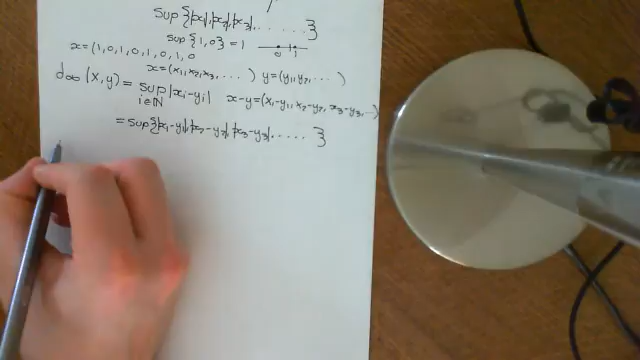 sup{|x₁|,|x₂|,|x₃|,......}
sup{1,0}=1 0 1
x=(1,0,1,0,1,0,1,0
x=(x₁,x₂,x₃,....) y=(y₁,y₂,...)
d∞(x,y)=sup|xᵢ-yᵢ| x-y=(x₁-y₁,x₂-y₂,x₃-y₃,...)
i∈ℕ
=sup{|x₁-y₁|,|x₂-y₂|,|x₃-y₃|,.....}